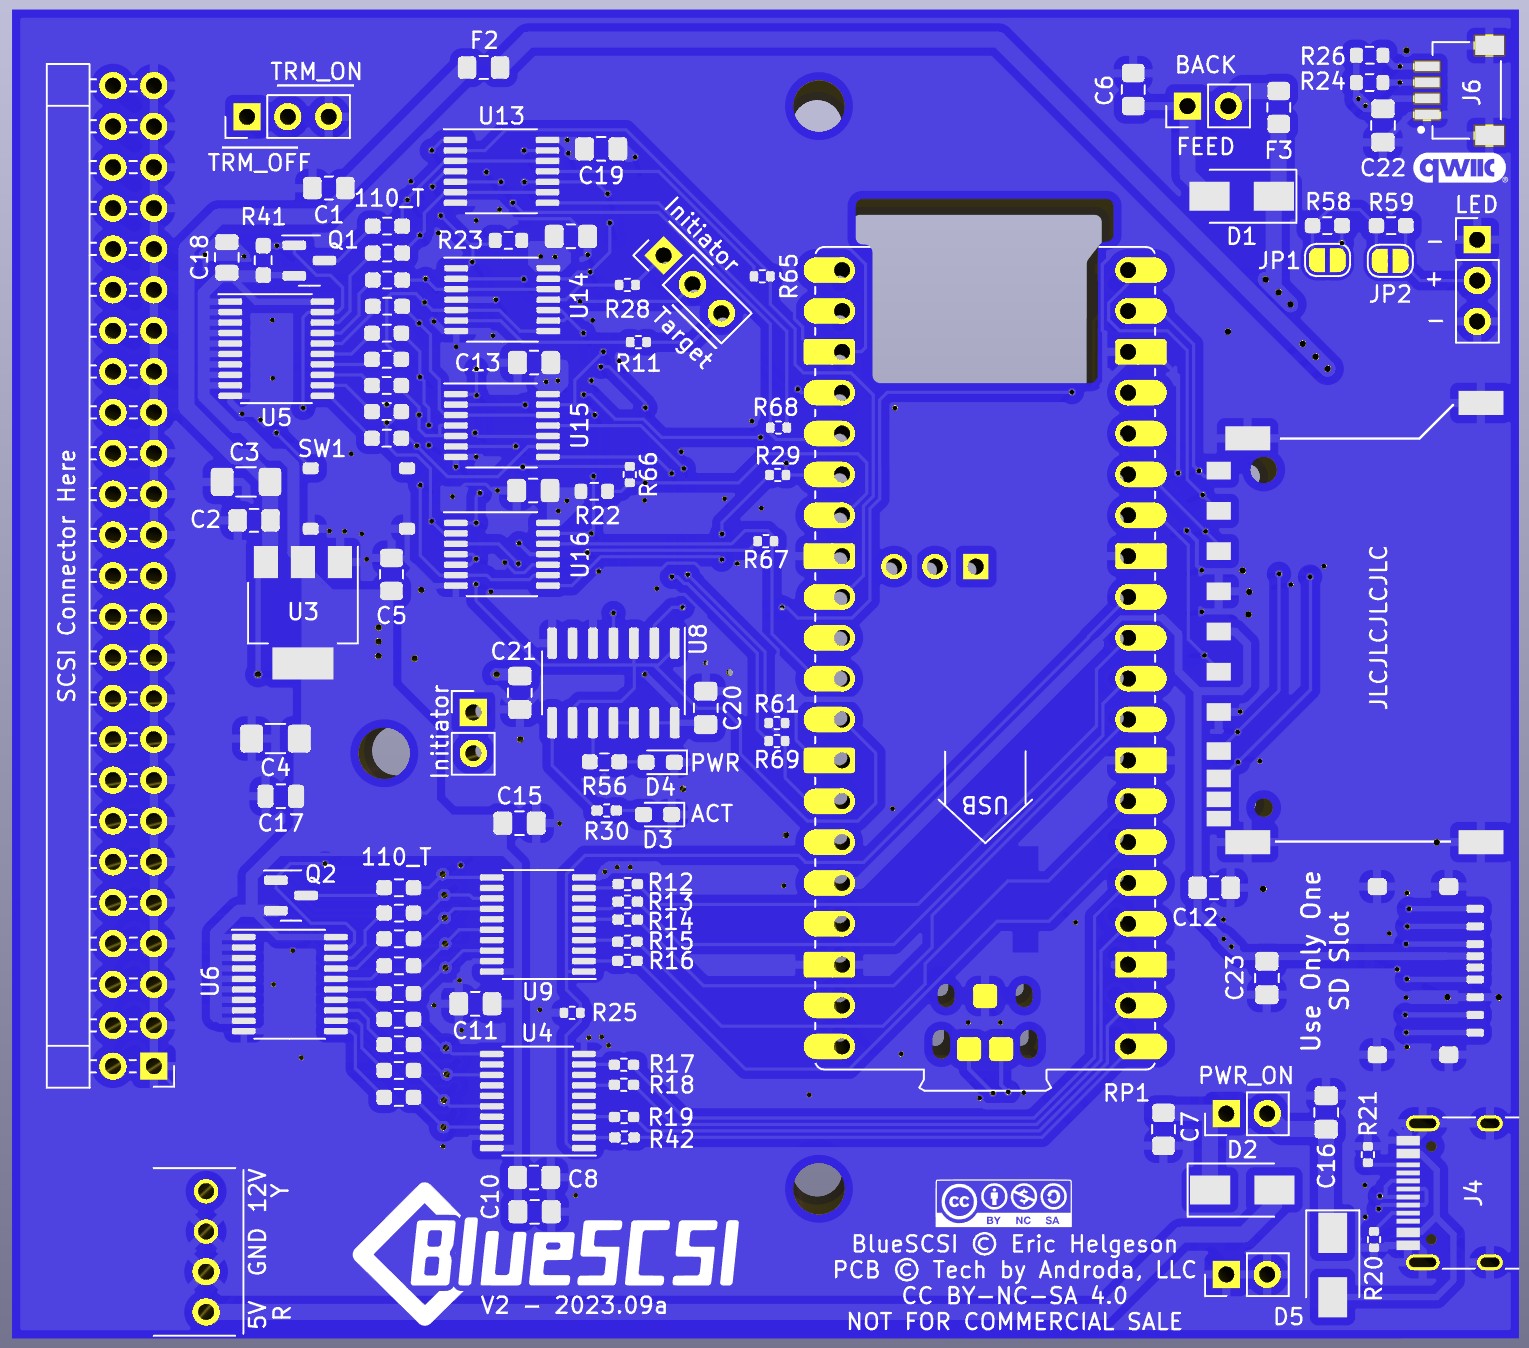 F2
TRM_ON
BACK
R26
R24
C6
J6
U13
TRM_OFF
C19
FEED
F3
C22
qwiic
C1
110_T
Initiator
R58
R59
LED
R41
Q1
C18
R23
D1
R65
JP1
JP2
–
+
–
U14
R28
Target
R11
C13
U5
U15
R68
C3
SW1
R29
R66
C2
R22
SCSI Connector Here
U16
R67
JLCJLCJLCJLC
U3
C5
C21
U8
Initiator
C20
R61
R69
C4
R56
D4
PWR
C17
C15
R30
D3
ACT
USB
110_T
Q2
R12
R13
R14
R15
R16
C12
Use Only One
SD Slot
U6
C23
U9
C11
R25
U4
R17
R18
R19
R42
RP1
PWR_ON
C7
D2
C16
R21
J4
12V
Y
GND
5V
R
C10
C8
BlueSCSI
V2 – 2023.09a
cc
BY NC SA
BlueSCSI © Eric Helgeson
PCB © Tech by Androda, LLC
CC BY-NC-SA 4.0
NOT FOR COMMERCIAL SALE
R20
D5